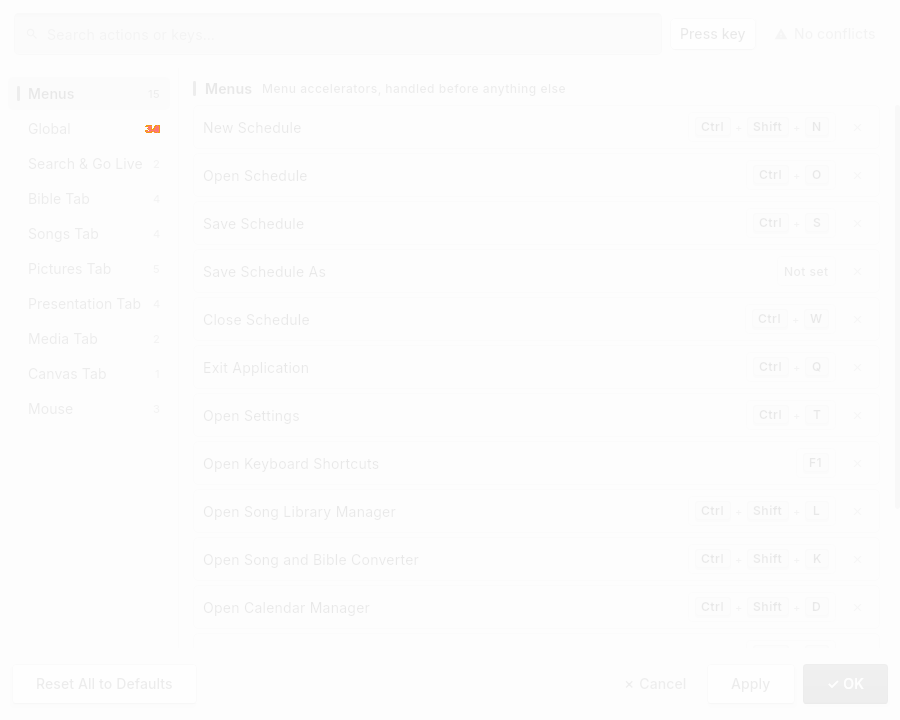 Search actions or keys...
Press key
▲ No conflicts
Menus 15
Global
Search & Go Live 2
Bible Tab 4
Songs Tab 4
Pictures Tab 6
Presentation Tab 4
Media Tab 2
Canvas Tab 1
Mouse 3
Menus Menu accelerators, handled before anything else
New Schedule Ctrl + Shift + N ×
Open Schedule Ctrl + O ×
Save Schedule Ctrl + S ×
Save Schedule As Not set ×
Close Schedule Ctrl + W ×
Exit Application Ctrl + Q ×
Open Settings Ctrl + T ×
Open Keyboard Shortcuts F1 ×
Open Song Library Manager Ctrl + Shift + L ×
Open Song and Bible Converter Ctrl + Shift + K ×
Open Calendar Manager Ctrl + Shift + D ×
Reset All to Defaults
× Cancel
Apply
✓ OK